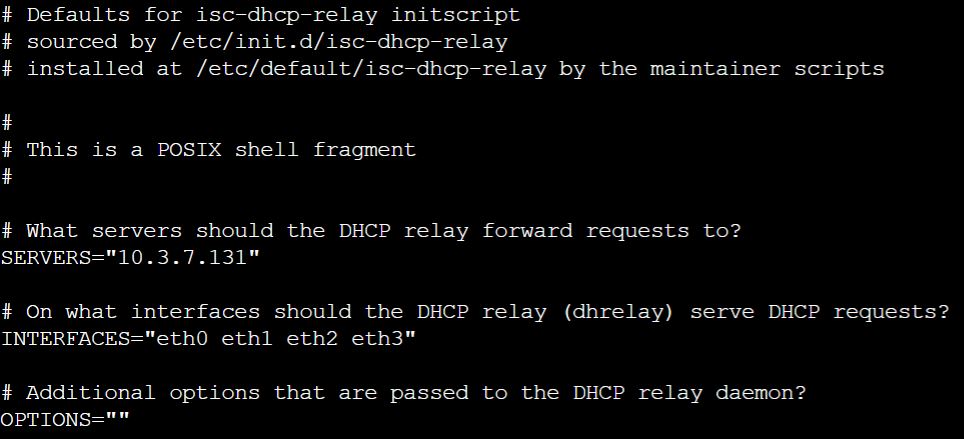 # Defaults for isc-dhcp-relay initscript
# sourced by /etc/init.d/isc-dhcp-relay
# installed at /etc/default/isc-dhcp-relay by the maintainer scripts
#
# This is a POSIX shell fragment
#
# What servers should the DHCP relay forward requests to?
SERVERS="10.3.7.131"
# On what interfaces should the DHCP relay (dhrelay) serve DHCP requests?
INTERFACES="eth0 eth1 eth2 eth3"
# Additional options that are passed to the DHCP relay daemon?
OPTIONS=""